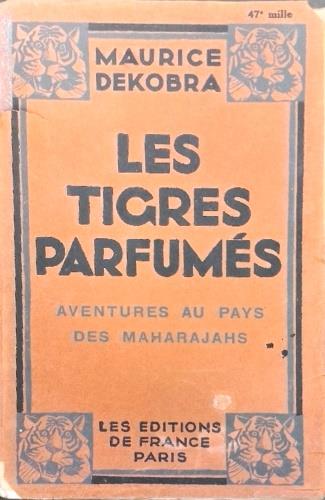 47e mille
MAURICE
DEKOBRA
LES
TIGRES
PARFUMÉS
AVENTURES AU PAYS
DES MAHARAJAHS
LES EDITIONS
DE FRANCE
PARIS